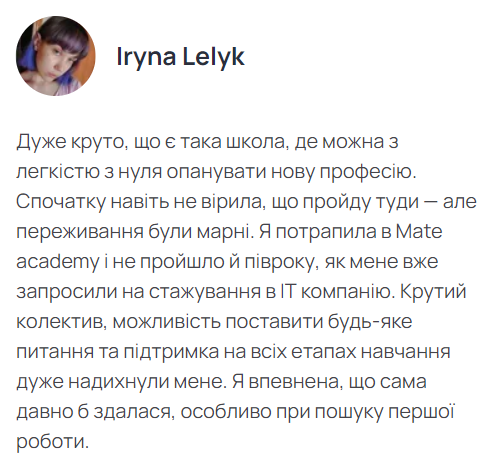 Iryna Lelyk
Дуже круто, що є така школа, де можна з
легкістю з нуля опанувати нову професію.
Спочатку навіть не вірила, що пройду туди — але
переживання були марні. Я потрапила в Mate
academy і не пройшло й півроку, як мене вже
запросили на стажування в ІТ компанію. Крутий
колектив, можливість поставити будь-яке
питання та підтримка на всіх етапах навчання
дуже надихнули мене. Я впевнена, що сама
давно б здалася, особливо при пошуку першої
роботи.